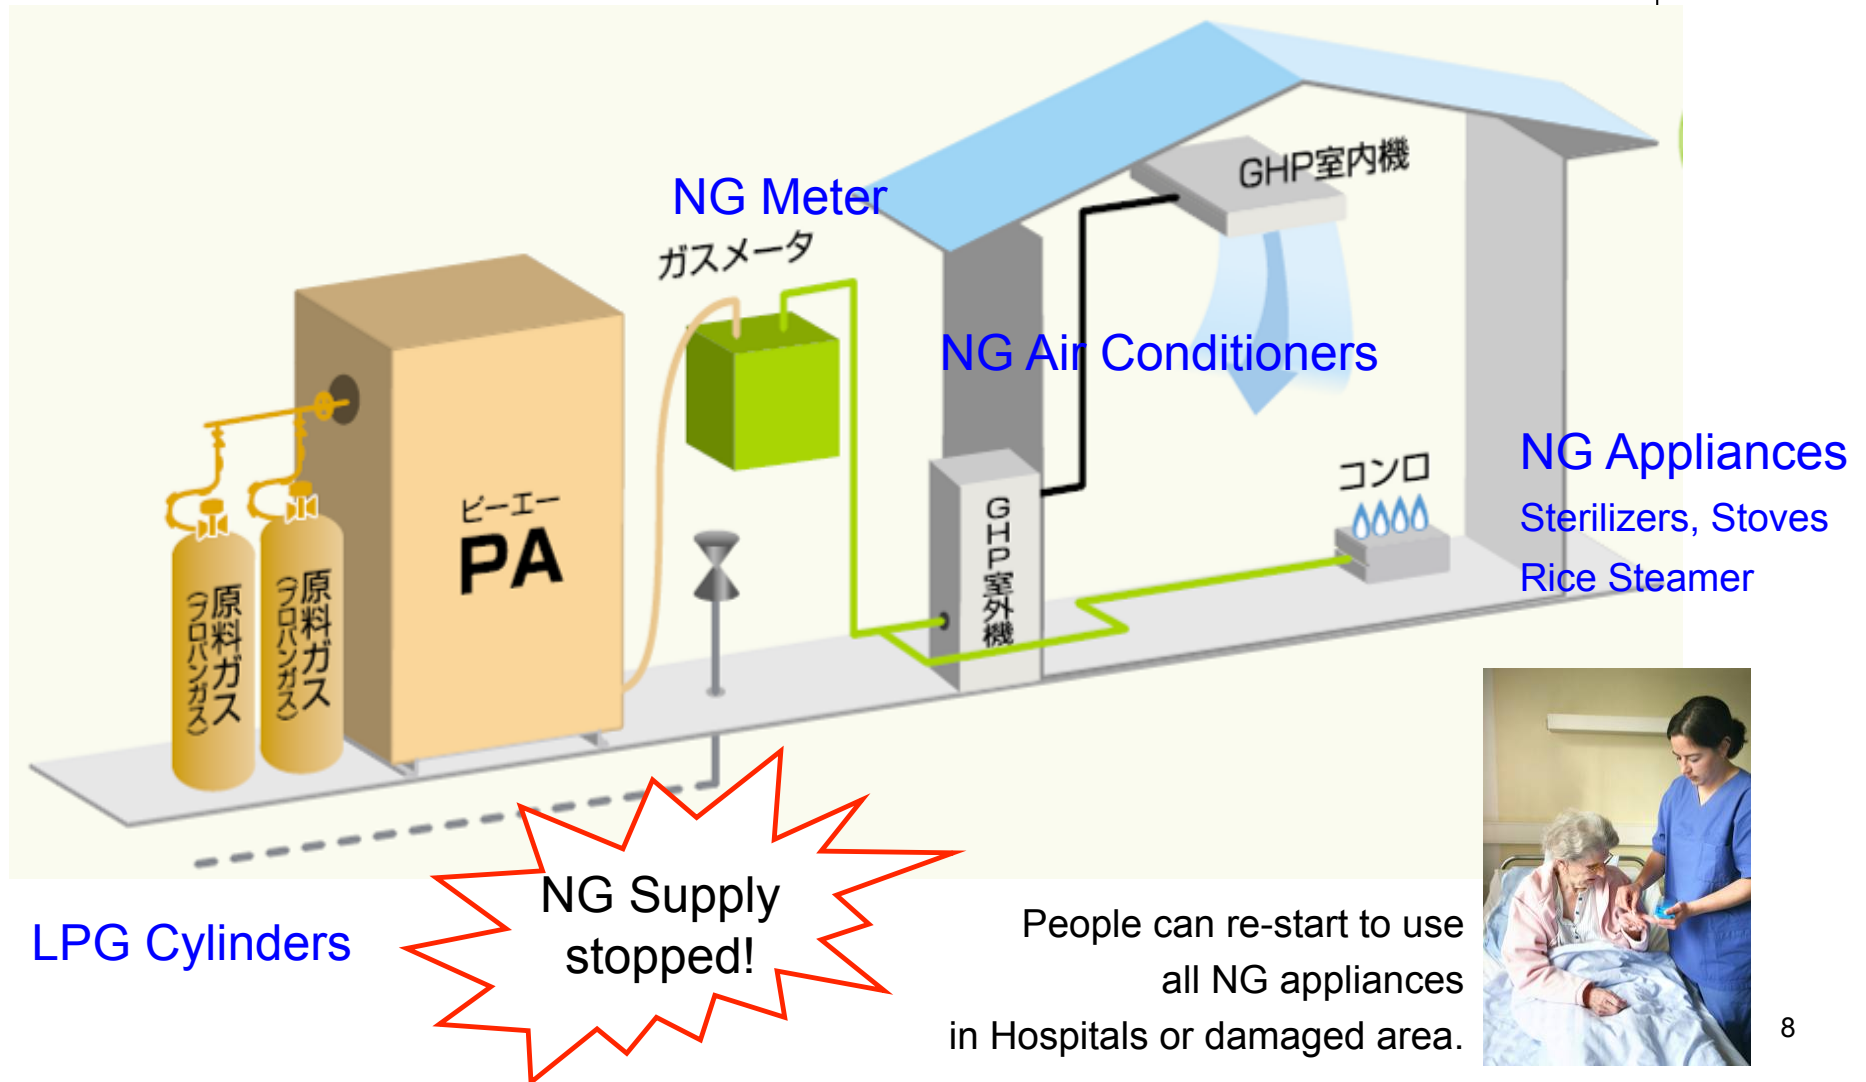 NG Meter
ガスメータ
GHP室内機
NG Air Conditioners
NG Appliances
Sterilizers, Stoves
Rice Steamer
コンロ
ピーエー
PA
GHP室外機
原料ガス
(プロパンガス)
原料ガス
(プロパンガス)
LPG Cylinders
NG Supply
stopped!
People can re-start to use
all NG appliances
in Hospitals or damaged area.
8